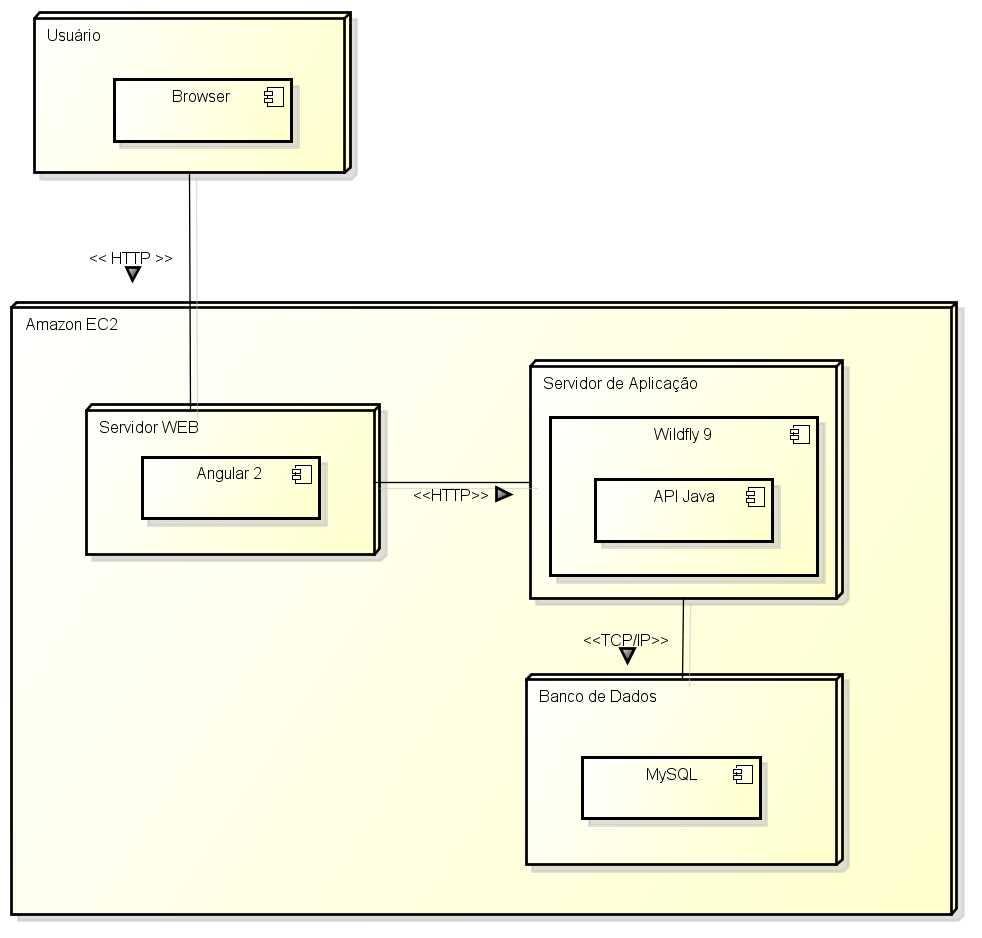 Usuário
Browser
<< HTTP >>
Amazon EC2
Servidor de Aplicação
Servidor WEB
Wildfly 9
Angular 2
<<HTTP>>
API Java
<<TCP/IP>>
Banco de Dados
MySQL